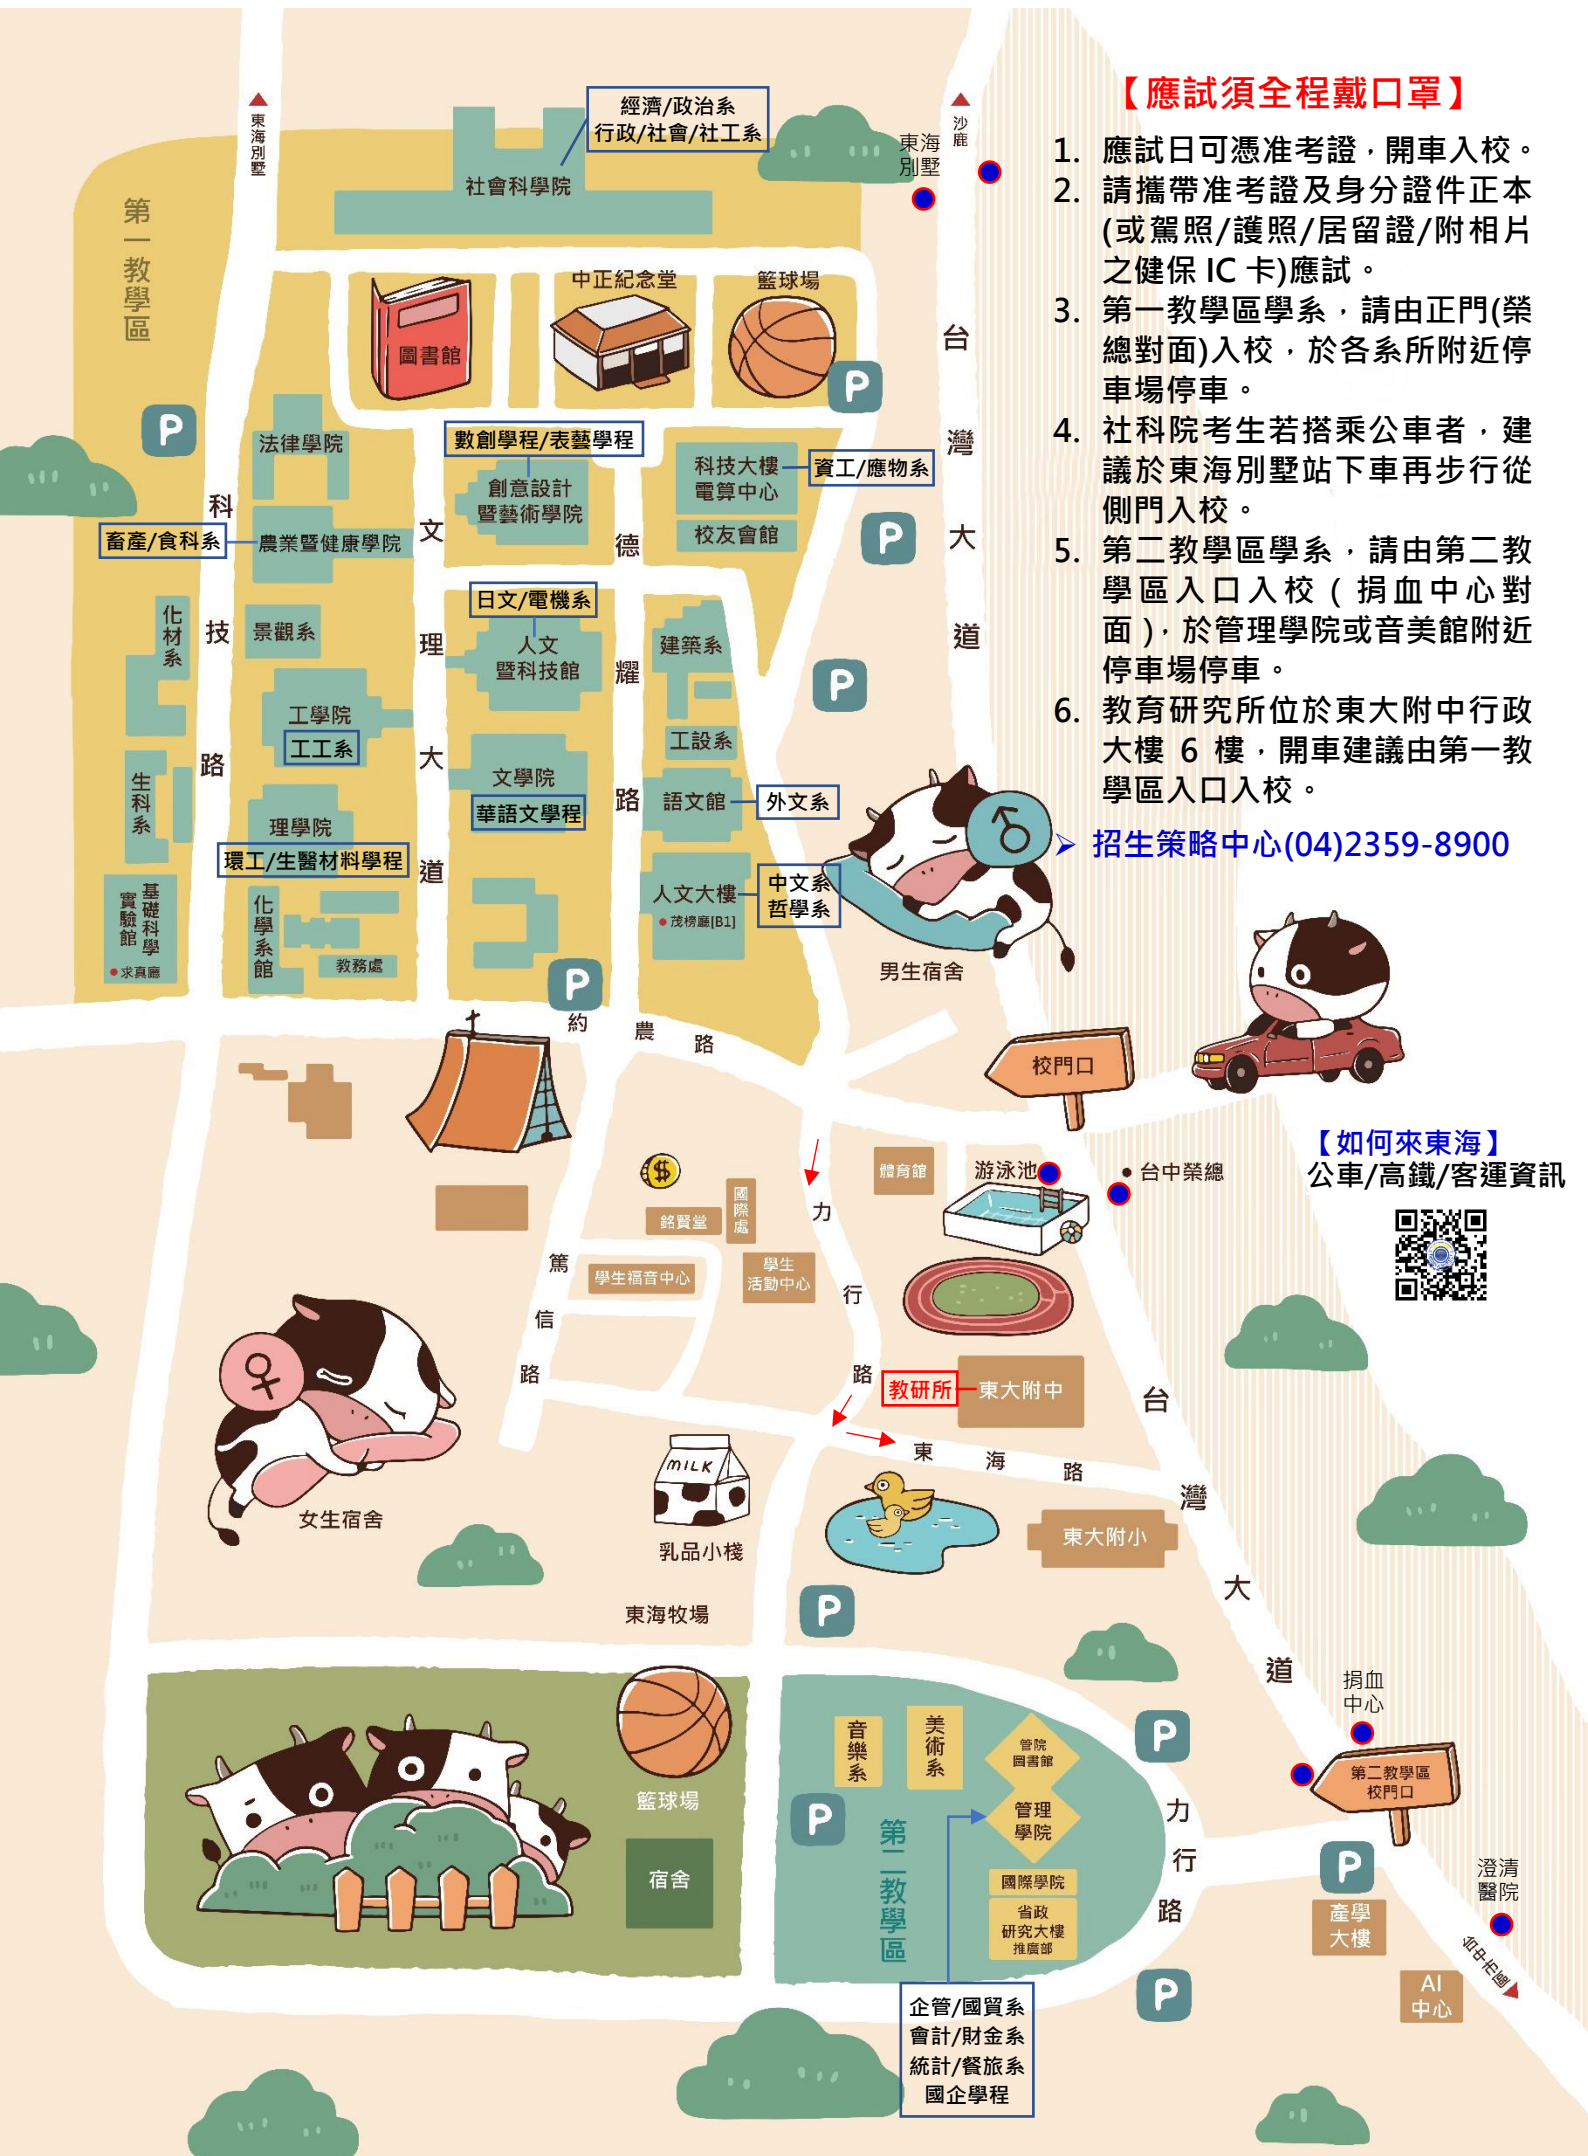 【應試須全程戴口罩】
1. 應試日可憑准考證，開車入校。
2. 請攜帶准考證及身分證件正本
(或駕照/護照/居留證/附相片
之健保 IC 卡)應試。
3. 第一教學區學系，請由正門(榮
總對面)入校，於各系所附近停
車場停車。
4. 社科院考生若搭乘公車者，建
議於東海別墅站下車再步行從
側門入校。
5. 第二教學區學系，請由第二教
學區入口入校(捐血中心對
面)，於管理學院或音美館附近
停車場停車。
6. 教育研究所位於東大附中行政
大樓 6 樓，開車建議由第一教
學區入口入校。
➢ 招生策略中心(04)2359-8900
【如何來東海】
公車/高鐵/客運資訊
東海別墅
經濟/政治系
行政/社會/社工系
社會科學院
東海
別墅
沙鹿
第一教學區
圖書館
中正紀念堂
籃球場
P
P
台灣大道
法律學院
數創學程/表藝學程
創意設計
暨藝術學院
科技大樓
電算中心
資工/應物系
校友會館
P
科技路
畜產/食科系
農業暨健康學院
文理大道
德耀路
日文/電機系
人文
暨科技館
化材系
景觀系
建築系
P
工學院
工工系
工設系
生科系
文學院
華語文學程
語文館
外文系
理學院
環工/生醫材料學程
基礎科學
實驗館
求真廳
化學系館
教務處
人文大樓
茂榜廳[B1]
中文系
哲學系
男生宿舍
P
約農路
校門口
體育館
游泳池
台中榮總
$
銘賢堂
國際處
學生福音中心
學生
活動中心
力行路
篤信路
教研所
東大附中
東海路
台灣大道
MILK
乳品小棧
女生宿舍
東大附小
東海牧場
P
籃球場
宿舍
音樂系
美術系
管院
圖書館
管理
學院
國際學院
省政
研究大樓
推廣部
第二教學區
P
P
力行路
P
捐血
中心
第二教學區
校門口
P
產學
大樓
澄清
醫院
台中市區
AI
中心
企管/國貿系
會計/財金系
統計/餐旅系
國企學程